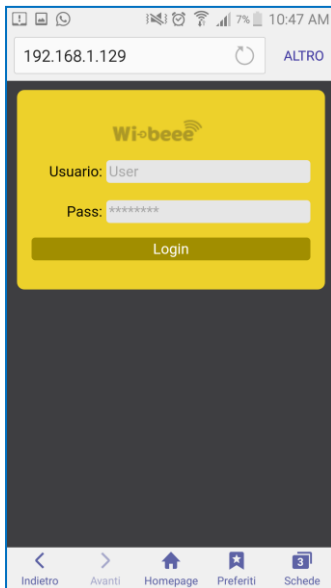 7% 10:47 AM
192.168.1.129 ALTRO
Wi-beee
Usuario: User
Pass: ********
Login
Indietro Avanti Homepage Preferiti 3 Schede